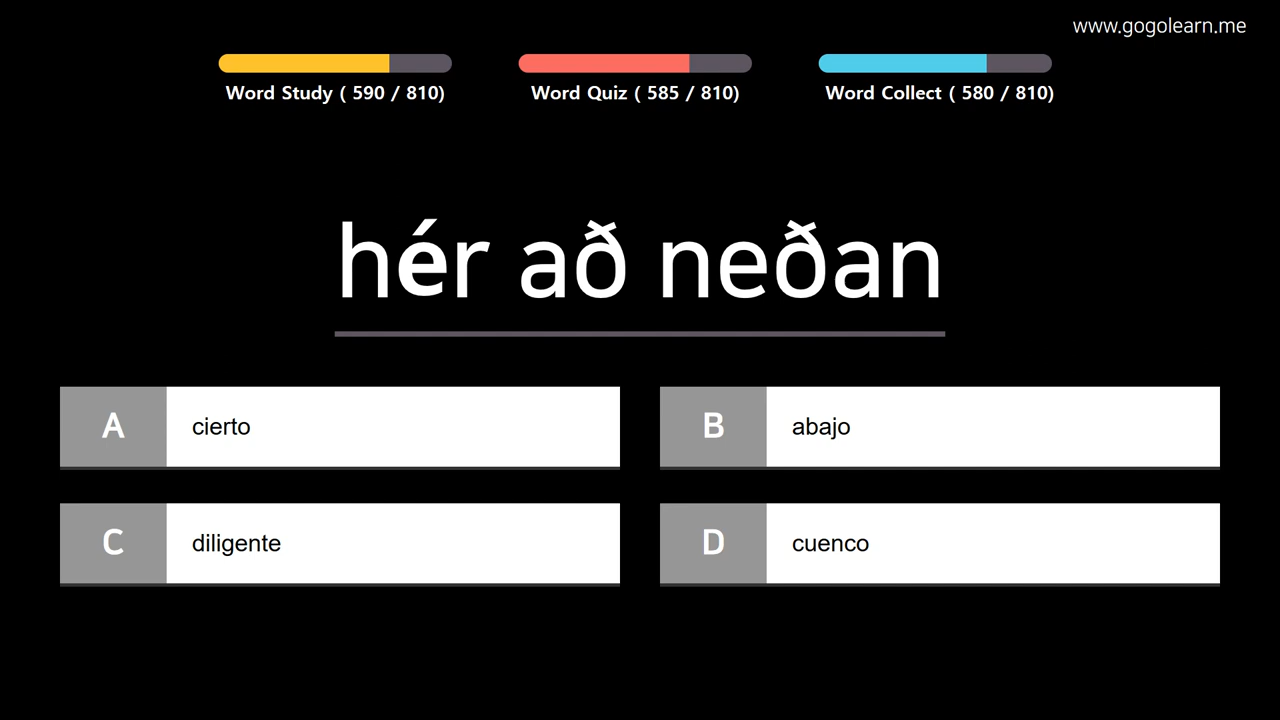 www.gogolearn.me
Word Study ( 590 / 810)
Word Quiz ( 585 / 810)
Word Collect ( 580 / 810)
hér að neðan
A cierto
B abajo
C diligente
D cuenco